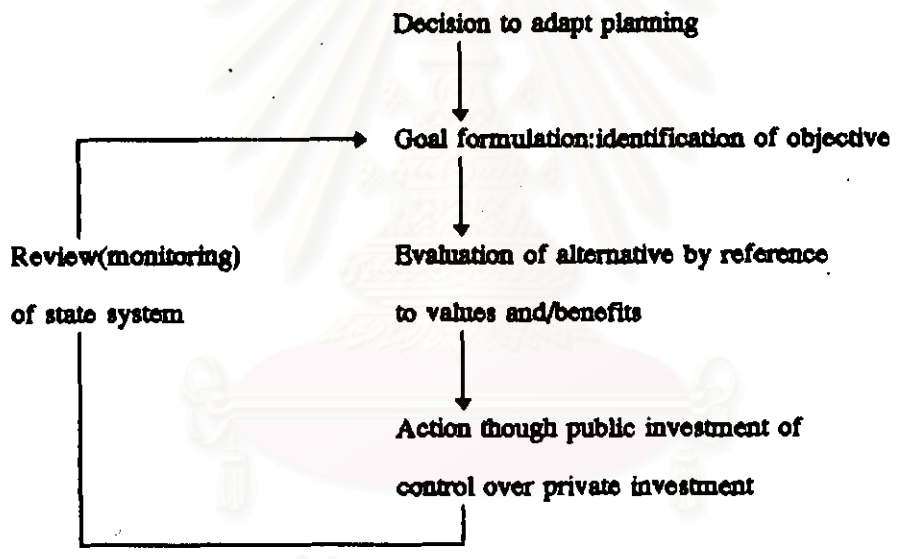 Decision to adapt planning
Goal formulation:identification of objective
Review(monitoring)
of state system
Evaluation of alternative by reference
to values and/benefits
Action though public investment of
control over private investment